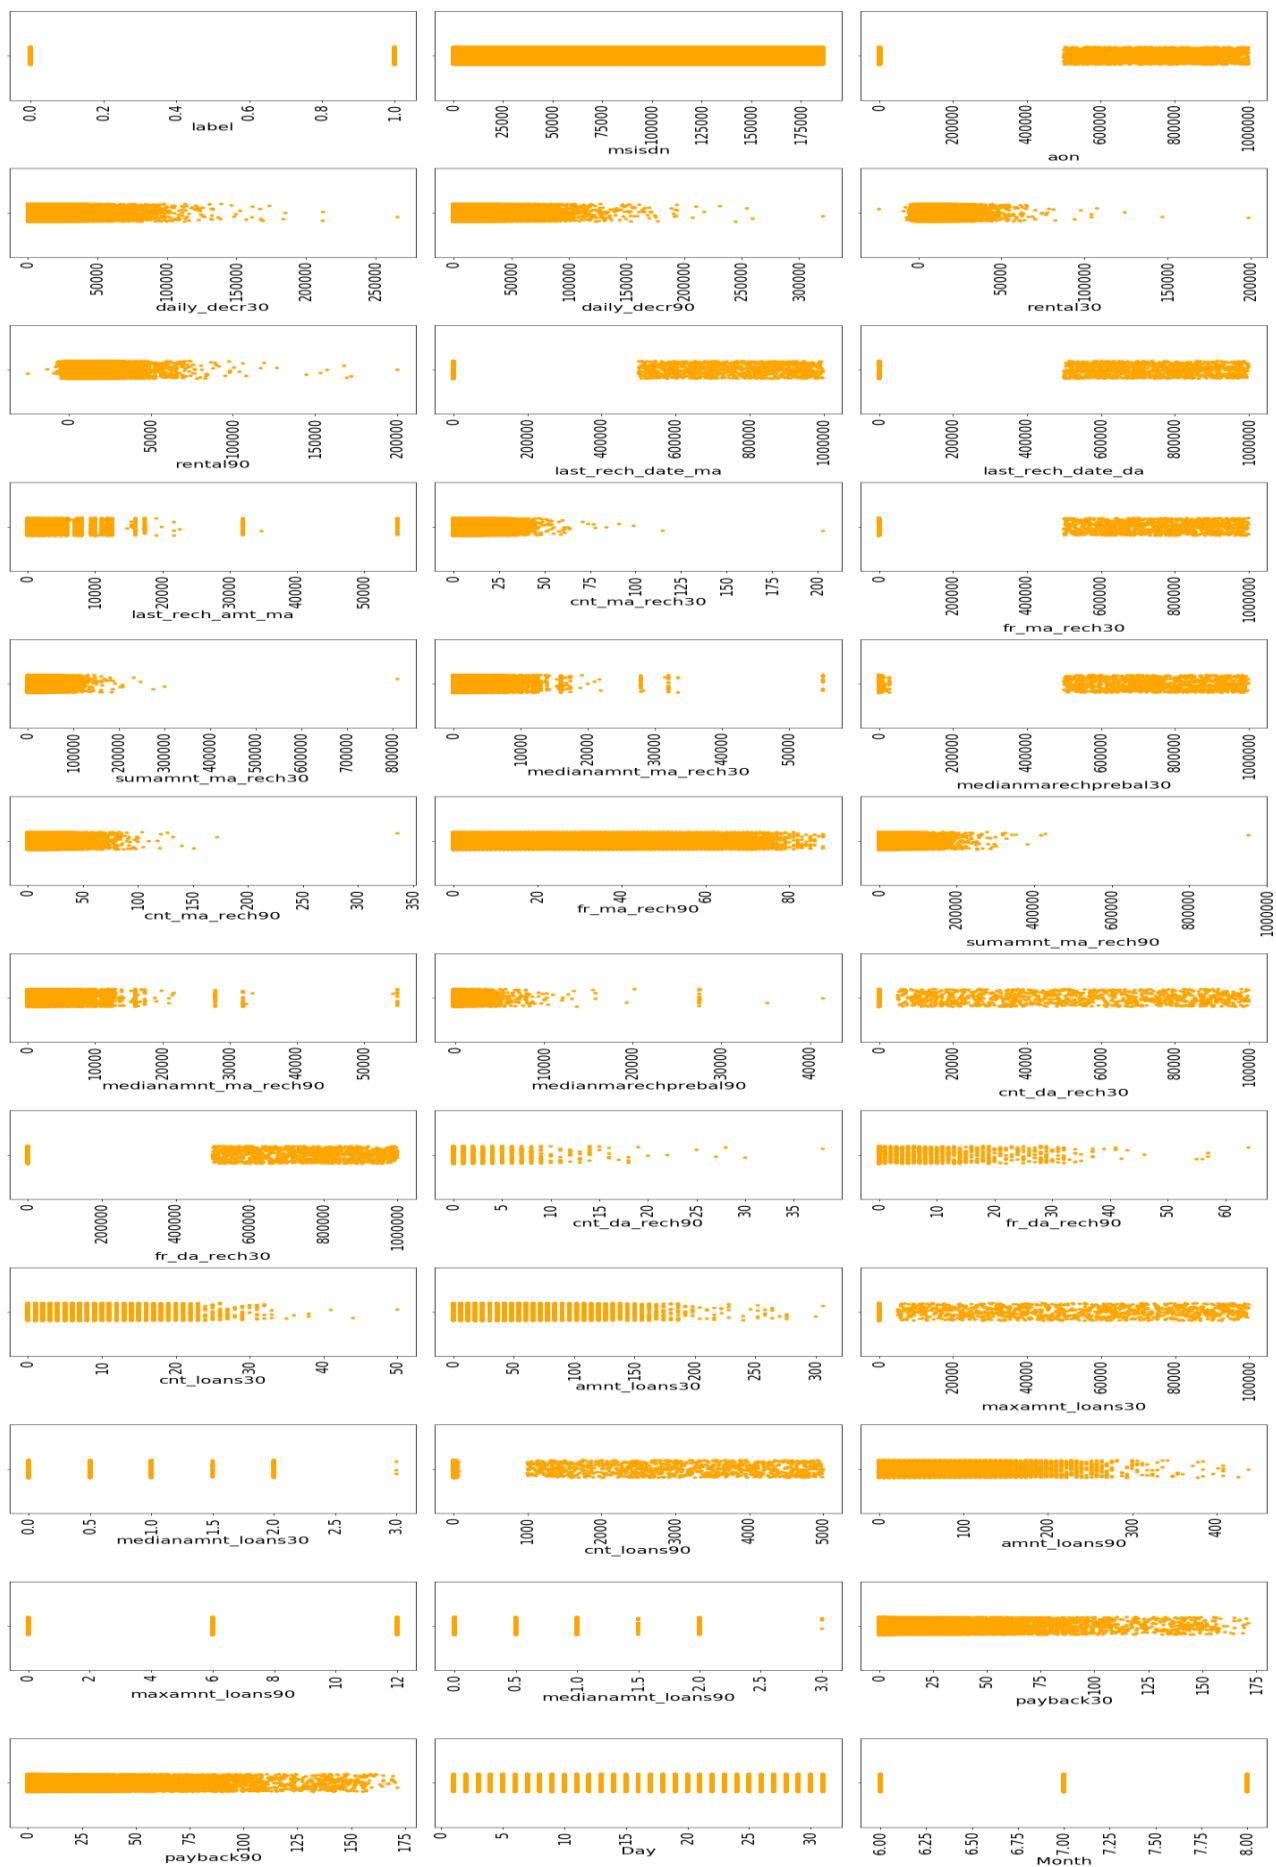 0.0 0.2 0.4 0.6 0.8 1.0
label
0 25000 50000 75000 100000 125000 150000 175000
msisdn
0 200000 400000 600000 800000 1000000
aon
0 50000 100000 150000 200000 250000
daily_decr30
0 50000 100000 150000 200000 250000 300000
daily_decr90
0 50000 100000 150000 200000
rental30
0 50000 100000 150000 200000
rental90
0 200000 400000 600000 800000 1000000
last_rech_date_ma
0 200000 400000 600000 800000 1000000
last_rech_date_da
0 10000 20000 30000 40000 50000
last_rech_amt_ma
0 25 50 75 100 125 150 175 200
cnt_ma_rech30
0 200000 400000 600000 800000 1000000
fr_ma_rech30
0 100000 200000 300000 400000 500000 600000 700000 800000
sumamnt_ma_rech30
0 10000 20000 30000 40000 50000
medianamnt_ma_rech30
0 200000 400000 600000 800000 1000000
medianmarechprebal30
0 50 100 150 200 250 300 350
cnt_ma_rech90
0 20 40 60 80
fr_ma_rech90
0 200000 400000 600000 800000 1000000
sumamnt_ma_rech90
0 10000 20000 30000 40000 50000
medianamnt_ma_rech90
0 10000 20000 30000 40000
medianmarechprebal90
0 20000 40000 60000 80000 100000
cnt_da_rech30
0 200000 400000 600000 800000 1000000
fr_da_rech30
0 5 10 15 20 25 30 35
cnt_da_rech90
0 10 20 30 40 50 60
fr_da_rech90
0 10 20 30 40 50
cnt_loans30
0 50 100 150 200 250 300
amnt_loans30
0 20000 40000 60000 80000 100000
maxamnt_loans30
0.0 0.5 1.0 1.5 2.0 2.5 3.0
medianamnt_loans30
0 1000 2000 3000 4000 5000
cnt_loans90
0 100 200 300 400
amnt_loans90
0 2 4 6 8 10 12
maxamnt_loans90
0.0 0.5 1.0 1.5 2.0 2.5 3.0
medianamnt_loans90
0 25 50 75 100 125 150 175
payback30
0 25 50 75 100 125 150 175
payback90
0 5 10 15 20 25 30
Day
6.00 6.25 6.50 6.75 7.00 7.25 7.50 7.75 8.00
Month